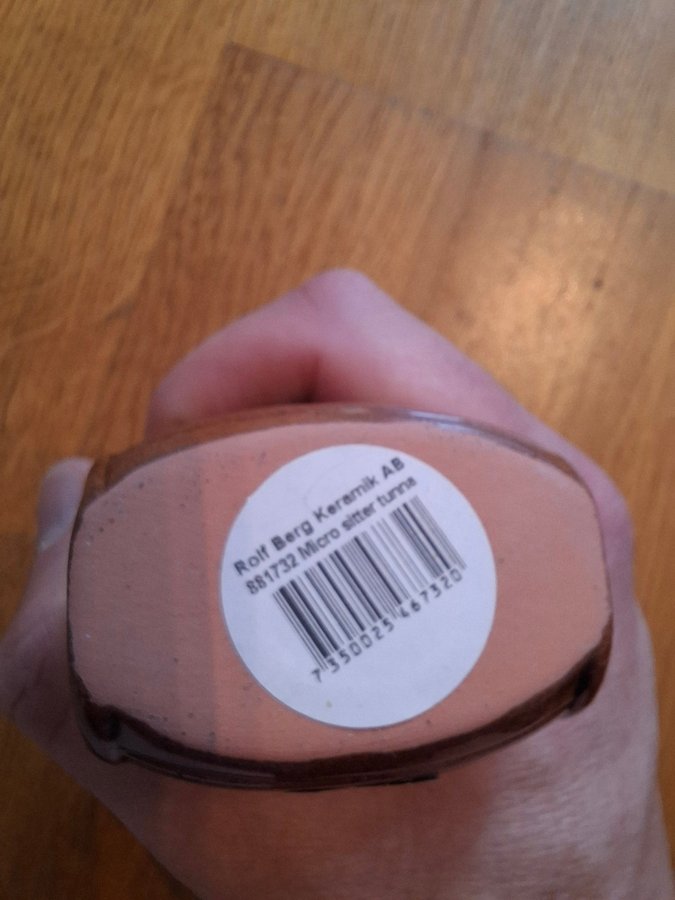 Rolf Berg Keramik AB
881732 Micro sitter tunna
7 350025 467320